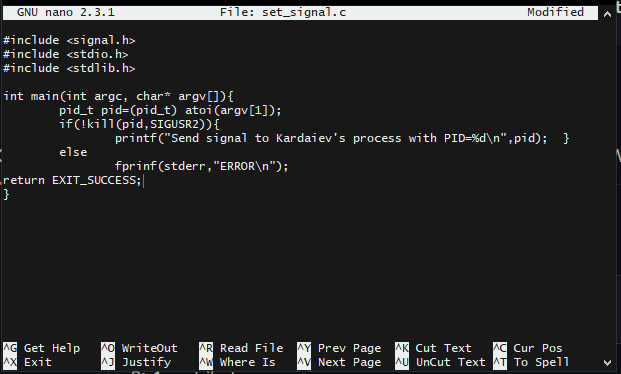 GNU nano 2.3.1 File: set_signal.c Modified
#include <signal.h>
#include <stdio.h>
#include <stdlib.h>
int main(int argc, char* argv[]){
pid_t pid=(pid_t) atoi(argv[1]);
if(!kill(pid,SIGUSR2)){
printf("Send signal to Kardaiev's process with PID=%d\n",pid); }
else
fprinf(stderr,"ERROR\n");
return EXIT_SUCCESS;
}
^G Get Help ^O WriteOut ^R Read File ^Y Prev Page ^K Cut Text ^C Cur Pos
^X Exit ^J Justify ^W Where Is ^V Next Page ^U UnCut Text ^T To Spell